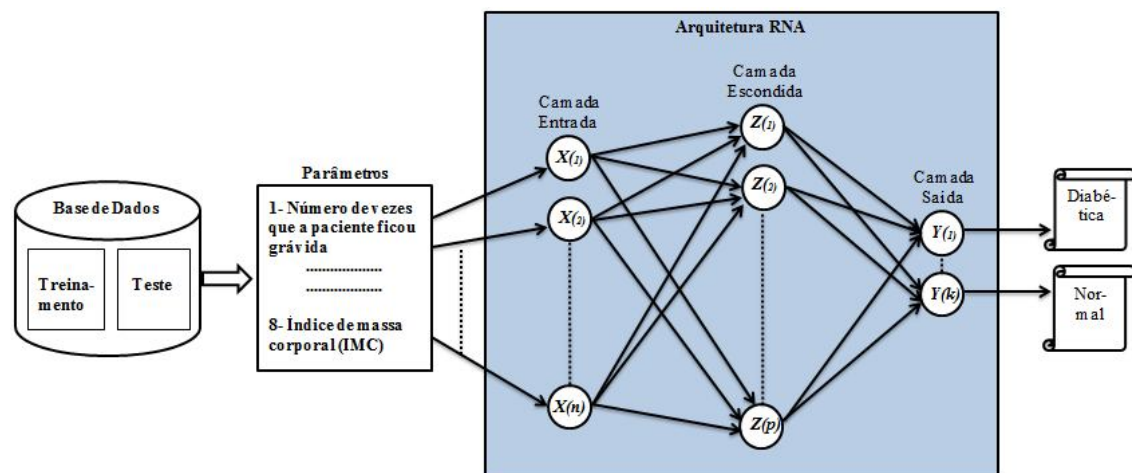 Arquitetura RNA
Camada
Escondida
Camada
Entrada
Z(1)
X(1)
Parâmetros
Z(2)
Camada
Saída
Base de Dados
1- Número de vezes
que a paciente ficou
grávida
X(2)
Y(1)
Diabé-
tica
Treina-
mento
Teste
Y(k)
Nor-
mal
8- Índice de massa
corporal (IMC)
X(n)
Z(p)